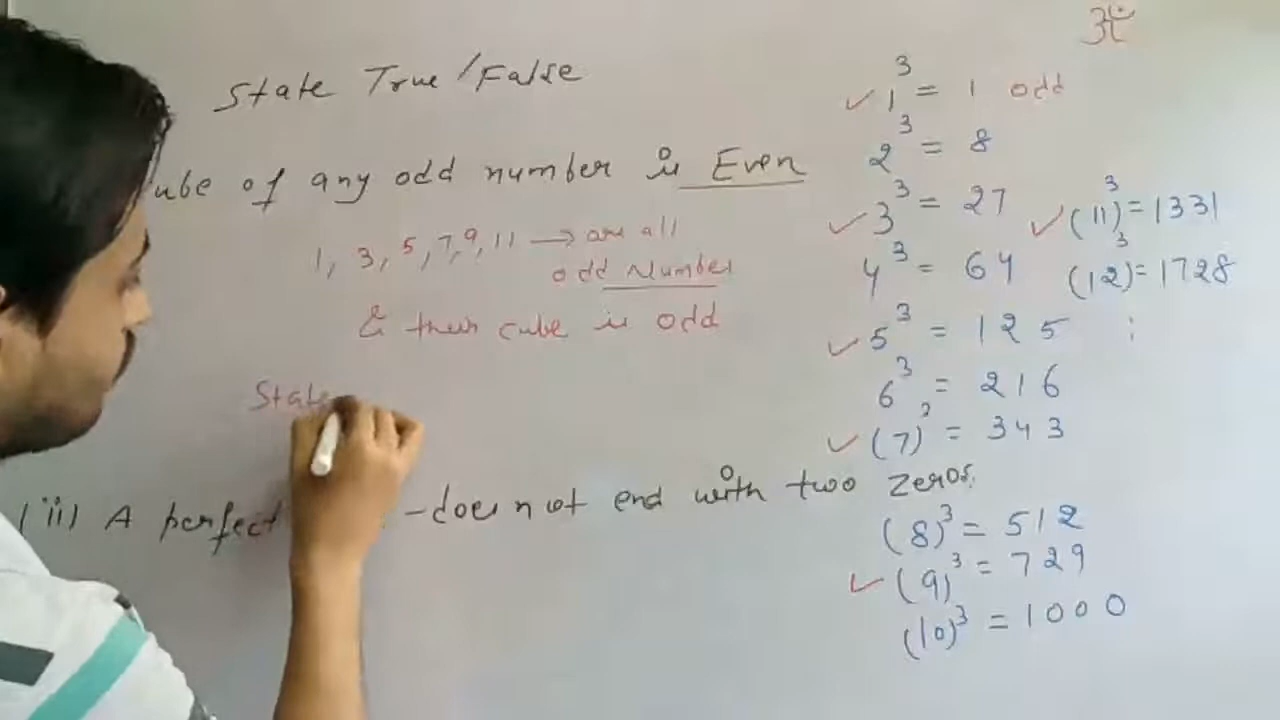 State True/False
ube of any odd number is Even
1, 3, 5, 7, 9, 11 → are all
odd Number
& their cube is odd
State
(ii) A perfect - does not end with two zeros.
✓ 1³ = 1 odd
2³ = 8
✓ 3³ = 27
4³ = 64
✓ 5³ = 125
6³ = 216
✓ (7)³ = 343
(8)³ = 512
✓ (9)³ = 729
(10)³ = 1000
✓ (11)³ = 1331
(12)³ = 1728
: